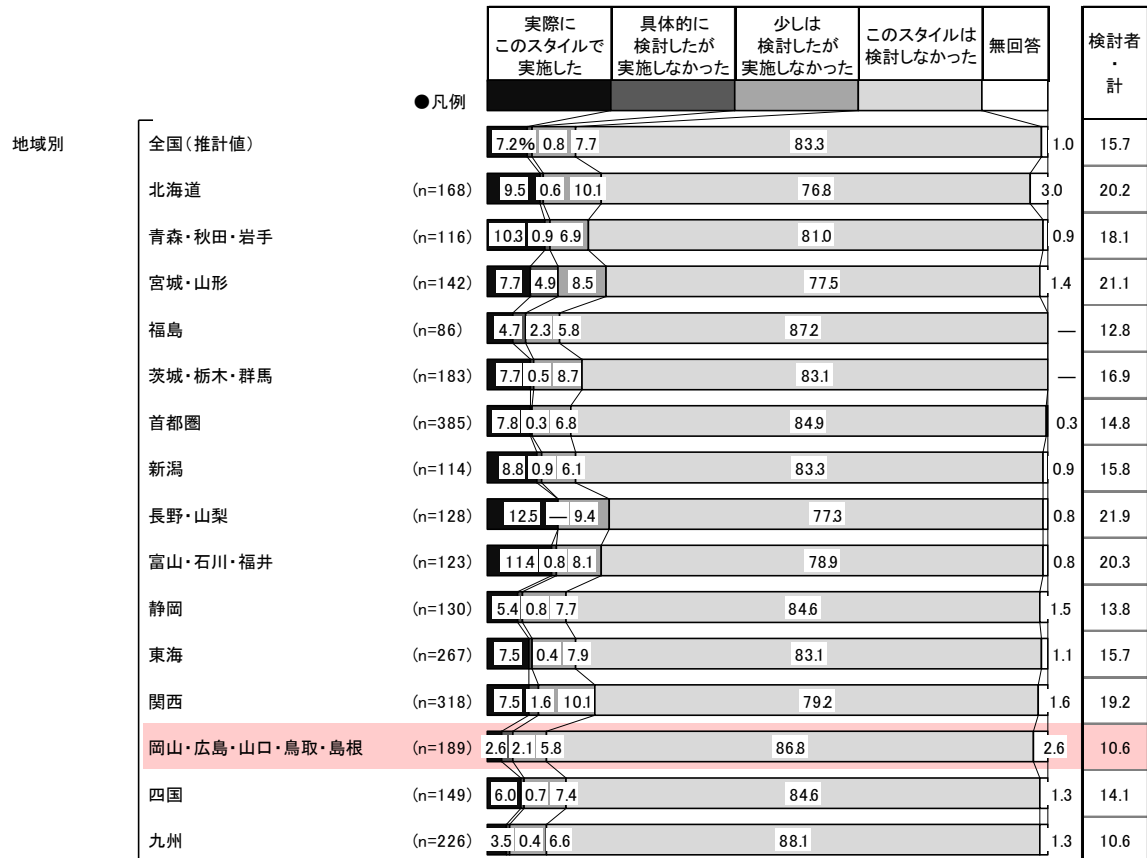 実際に
このスタイルで
実施した
具体的に
検討したが
実施しなかった
少しは
検討したが
実施しなかった
このスタイルは
検討しなかった
無回答
検討者
・
計
●凡例
地域別
全国(推計値) 7.2% 0.8 7.7 83.3 1.0 15.7
北海道 (n=168) 9.5 0.6 10.1 76.8 3.0 20.2
青森・秋田・岩手 (n=116) 10.3 0.9 6.9 81.0 0.9 18.1
宮城・山形 (n=142) 7.7 4.9 8.5 77.5 1.4 21.1
福島 (n=86) 4.7 2.3 5.8 87.2 — 12.8
茨城・栃木・群馬 (n=183) 7.7 0.5 8.7 83.1 — 16.9
首都圏 (n=385) 7.8 0.3 6.8 84.9 0.3 14.8
新潟 (n=114) 8.8 0.9 6.1 83.3 0.9 15.8
長野・山梨 (n=128) 12.5 — 9.4 77.3 0.8 21.9
富山・石川・福井 (n=123) 11.4 0.8 8.1 78.9 0.8 20.3
静岡 (n=130) 5.4 0.8 7.7 84.6 1.5 13.8
東海 (n=267) 7.5 0.4 7.9 83.1 1.1 15.7
関西 (n=318) 7.5 1.6 10.1 79.2 1.6 19.2
岡山・広島・山口・鳥取・島根 (n=189) 2.6 2.1 5.8 86.8 2.6 10.6
四国 (n=149) 6.0 0.7 7.4 84.6 1.3 14.1
九州 (n=226) 3.5 0.4 6.6 88.1 1.3 10.6